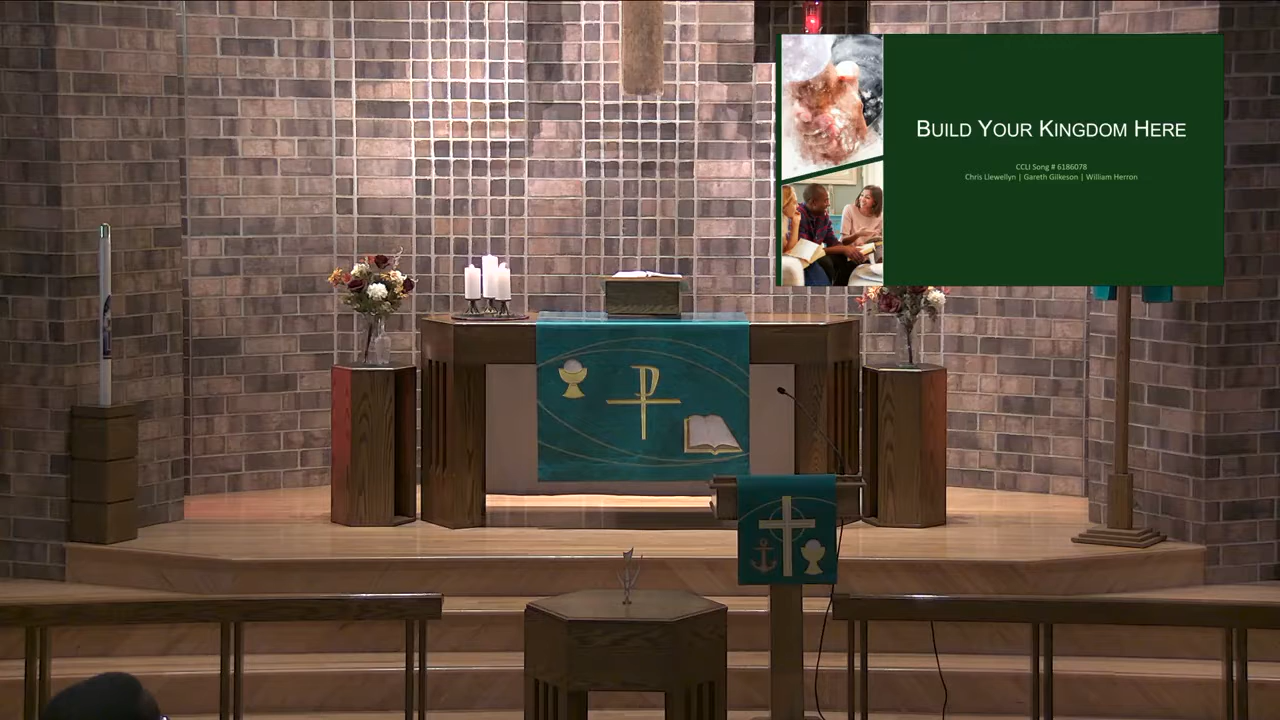 BUILD YOUR KINGDOM HERE
CCLI Song # 6186078
Chris Llewellyn | Gareth Gilkeson | William Herron